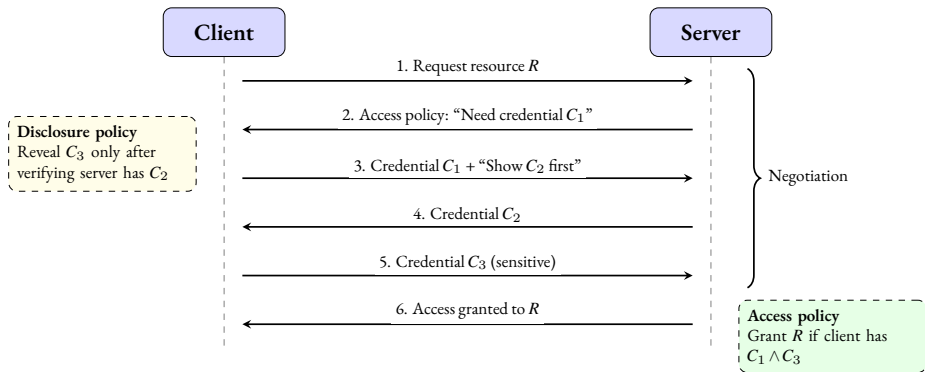 Client
Server
1. Request resource R
2. Access policy: “Need credential C₁”
Disclosure policy
Reveal C₃ only after
verifying server has C₂
3. Credential C₁ + “Show C₂ first”
Negotiation
4. Credential C₂
5. Credential C₃ (sensitive)
6. Access granted to R
Access policy
Grant R if client has
C₁ ∧ C₃